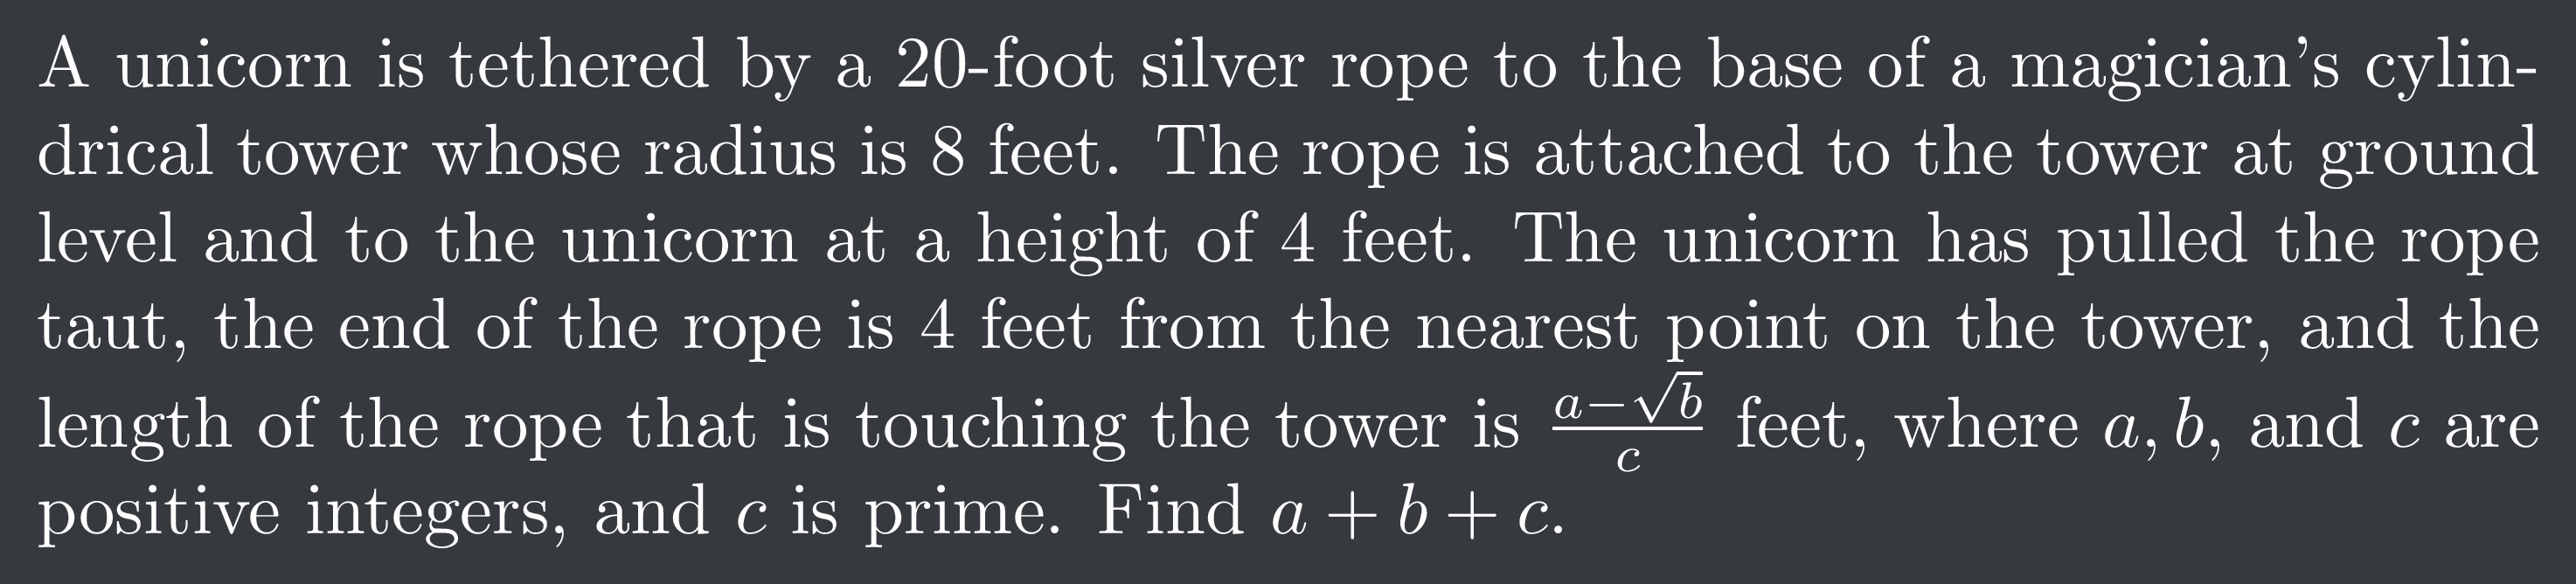 A unicorn is tethered by a 20-foot silver rope to the base of a magician's cylin-
drical tower whose radius is 8 feet. The rope is attached to the tower at ground
level and to the unicorn at a height of 4 feet. The unicorn has pulled the rope
taut, the end of the rope is 4 feet from the nearest point on the tower, and the
length of the rope that is touching the tower is $\frac{a-\sqrt{b}}{c}$ feet, where $a, b,$ and $c$ are
positive integers, and $c$ is prime. Find $a + b + c$.